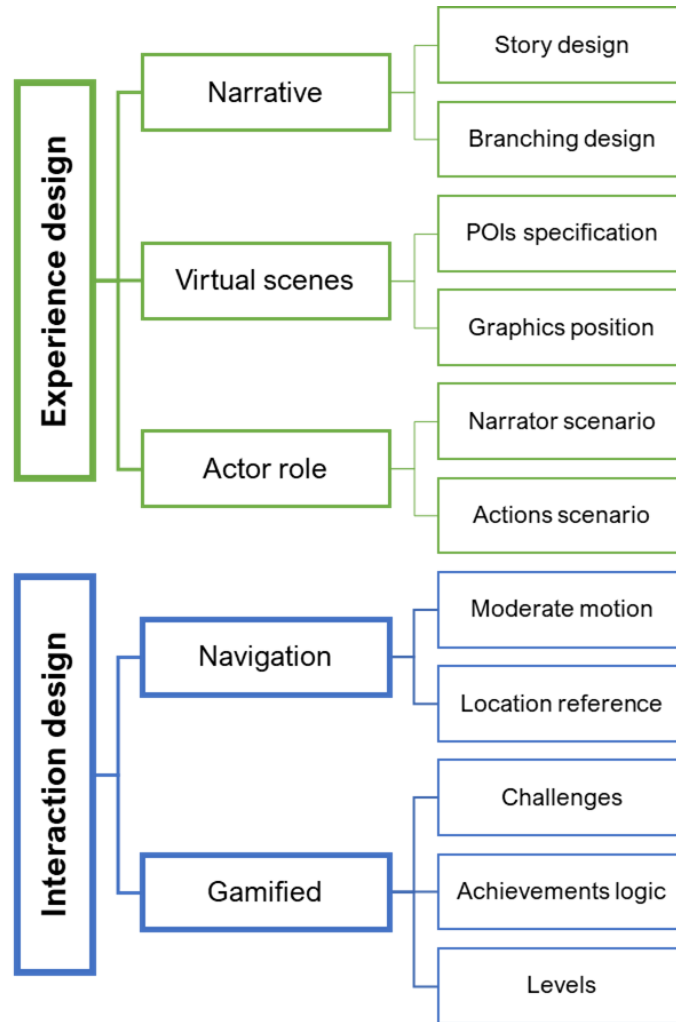 Experience design
Narrative
Story design
Branching design
Virtual scenes
POIs specification
Graphics position
Actor role
Narrator scenario
Actions scenario
Interaction design
Navigation
Moderate motion
Location reference
Gamified
Challenges
Achievements logic
Levels